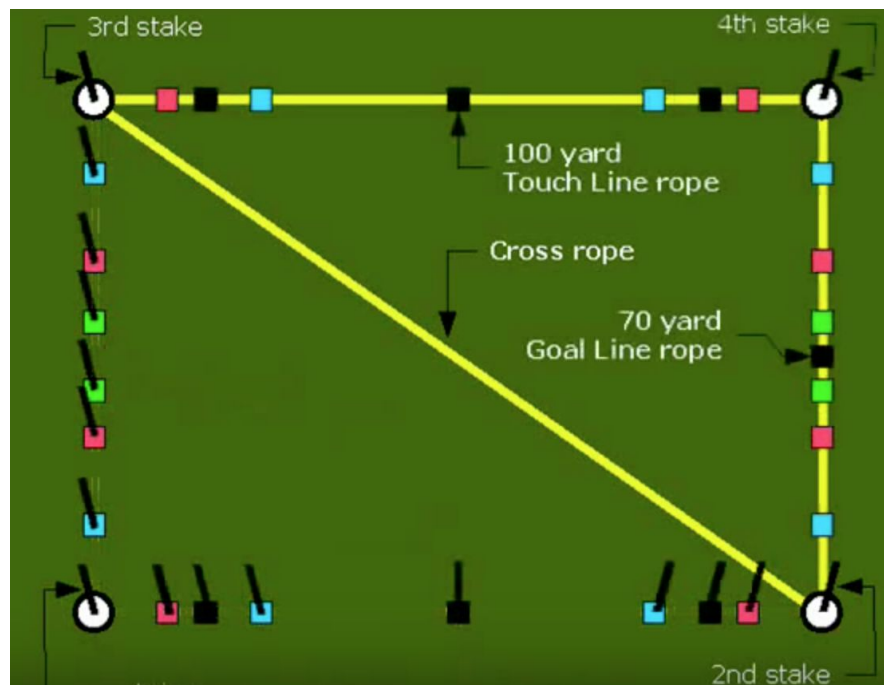 3rd stake
4th stake
100 yard
Touch Line rope
Cross rope
70 yard
Goal Line rope
2nd stake